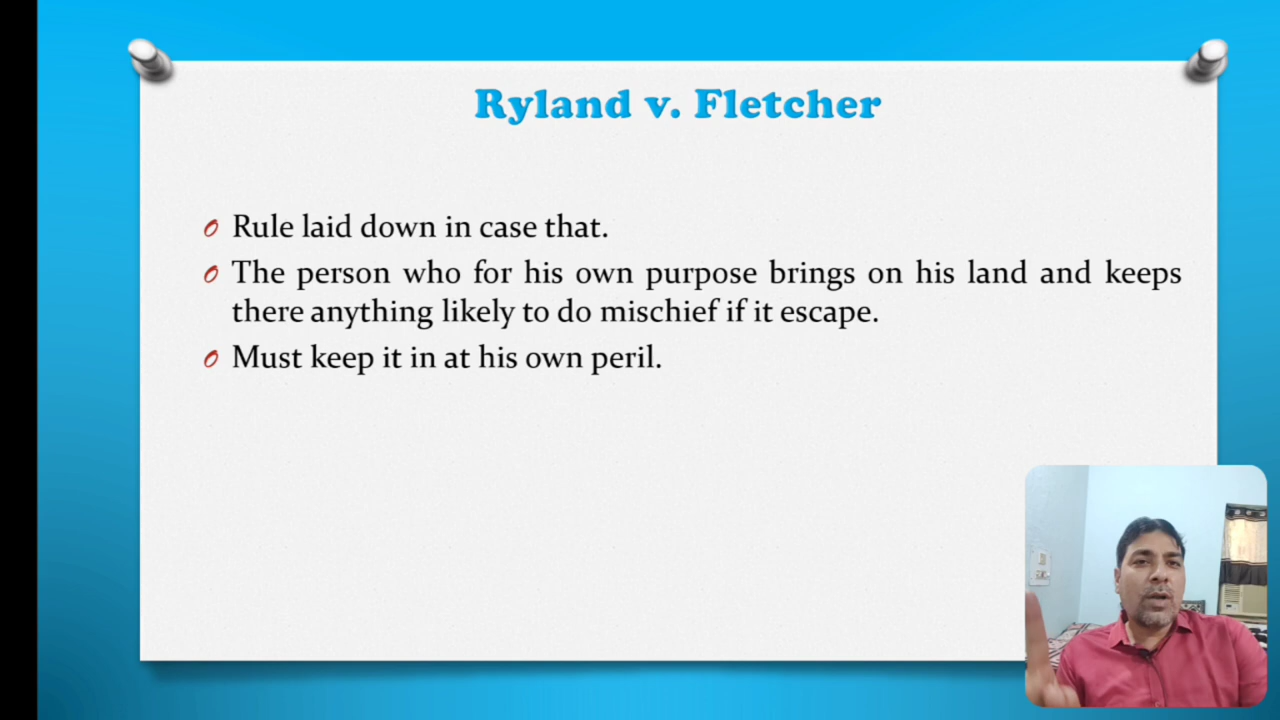 Ryland v. Fletcher
Rule laid down in case that.
The person who for his own purpose brings on his land and keeps
there anything likely to do mischief if it escape.
Must keep it in at his own peril.